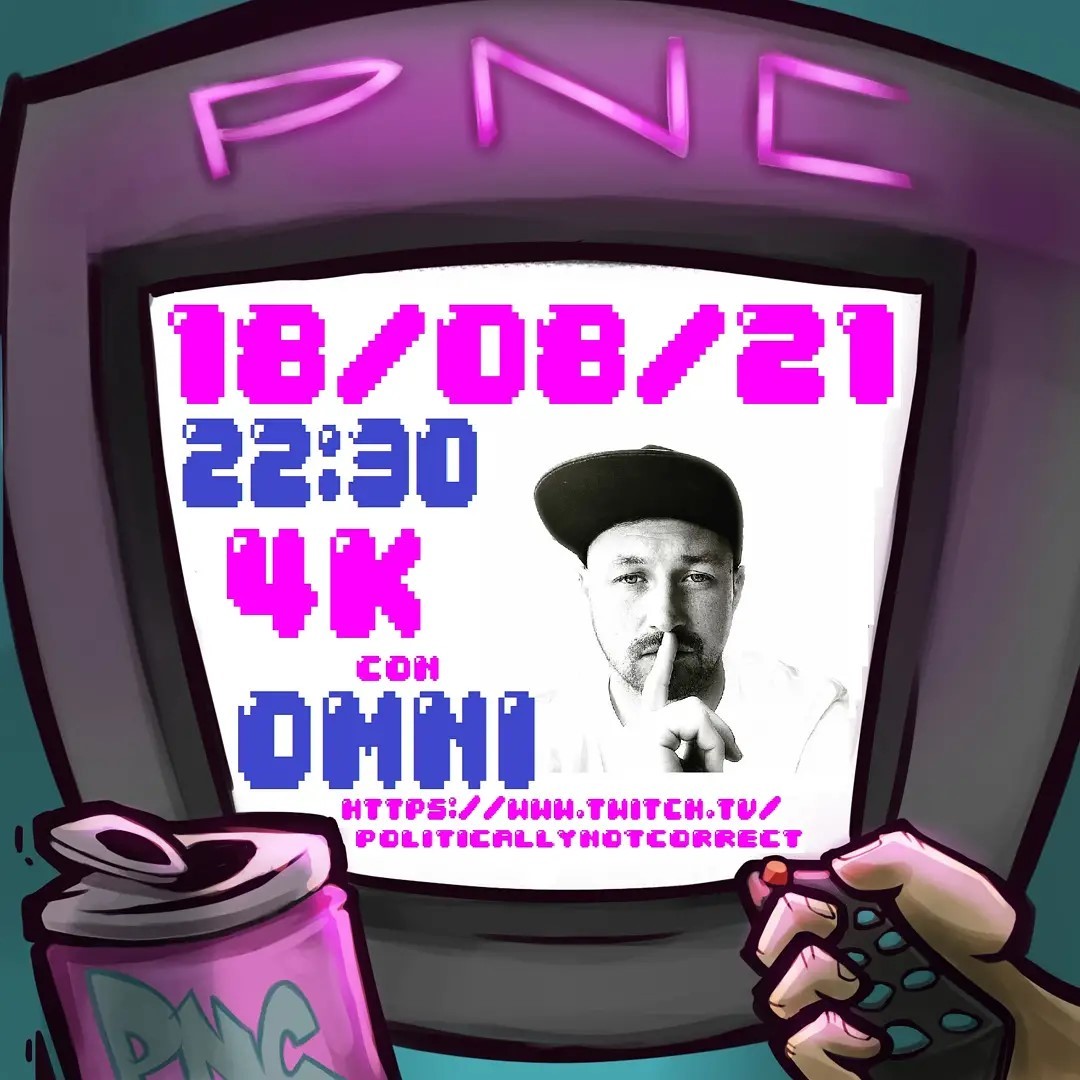 PNC
18/08/21
22:30
4K
CON
OMNI
HTTPS://WWW.TWITCH.TV/
POLITICALLYNOTCORRECT
PNC